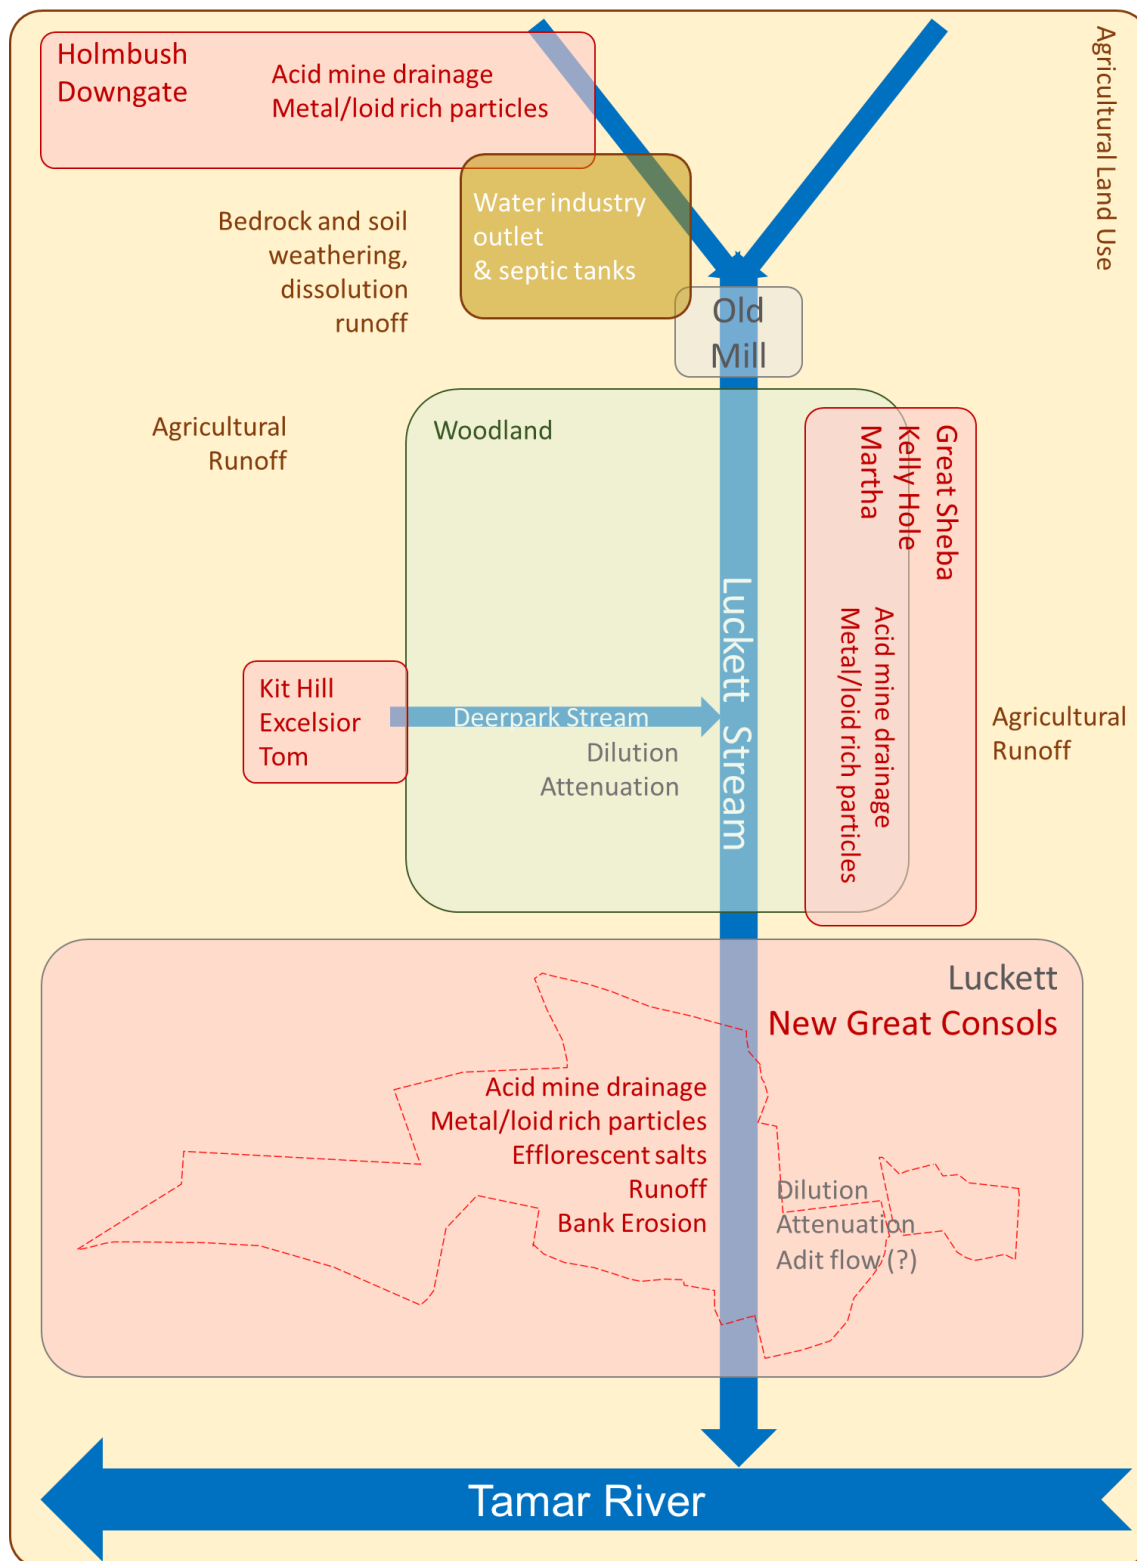 Holmbush
Downgate
Acid mine drainage
Metal/loid rich particles
Agricultural Land Use
Water industry
outlet
& septic tanks
Bedrock and soil
weathering,
dissolution
runoff
Old
Mill
Agricultural
Runoff
Woodland
Great Sheba
Kelly Hole
Martha
Acid mine drainage
Metal/loid rich particles
Luckett Stream
Kit Hill
Excelsior
Tom
Deerpark Stream
Dilution
Attenuation
Agricultural
Runoff
Luckett
New Great Consols
Acid mine drainage
Metal/loid rich particles
Efflorescent salts
Runoff
Bank Erosion
Dilution
Attenuation
Adit flow (?)
Tamar River